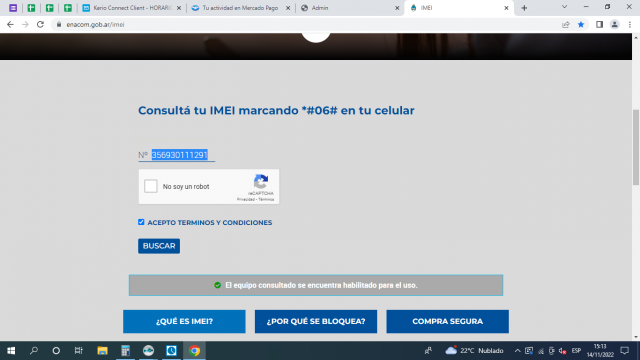 Kerio Connect Client - HORARIO
Tu actividad en Mercado Pago
Admin
IMEI
enacom.gob.ar/imei
Consultá tu IMEI marcando *#06# en tu celular
Nº 356930111291
No soy un robot
reCAPTCHA
Privacidad - Términos
ACEPTO TERMINOS Y CONDICIONES
BUSCAR
El equipo consultado se encuentra habilitado para el uso.
¿QUÉ ES IMEI?
¿POR QUÉ SE BLOQUEA?
COMPRA SEGURA
22°C Nublado
ESP
15:13
14/11/2022